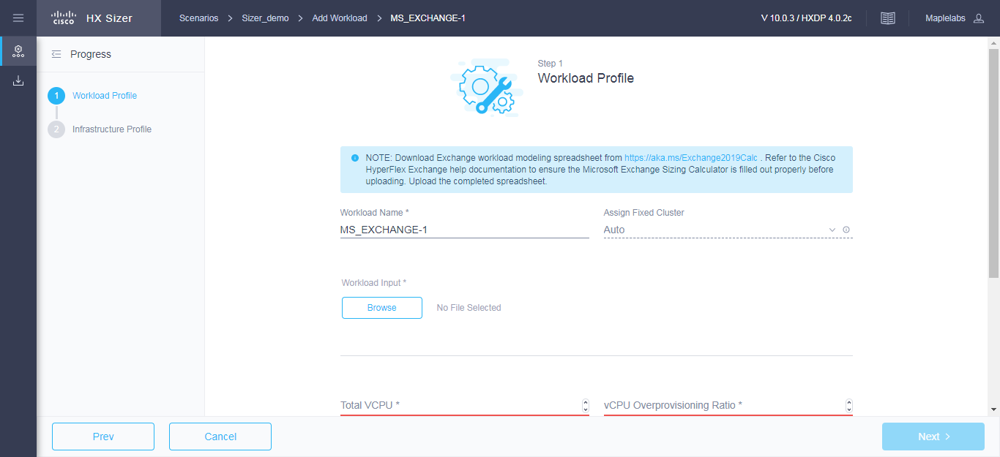 CISCO HX Sizer Scenarios > Sizer_demo > Add Workload > MS_EXCHANGE-1 V 10.0.3 / HXDP 4.0.2c Maplelabs
Progress
1 Workload Profile
2 Infrastructure Profile
Step 1
Workload Profile
NOTE: Download Exchange workload modeling spreadsheet from https://aka.ms/Exchange2019Calc . Refer to the Cisco
HyperFlex Exchange help documentation to ensure the Microsoft Exchange Sizing Calculator is filled out properly before
uploading. Upload the completed spreadsheet.
Workload Name * Assign Fixed Cluster
MS_EXCHANGE-1 Auto
Workload Input *
Browse No File Selected
Total VCPU * vCPU Overprovisioning Ratio *
Prev Cancel Next >